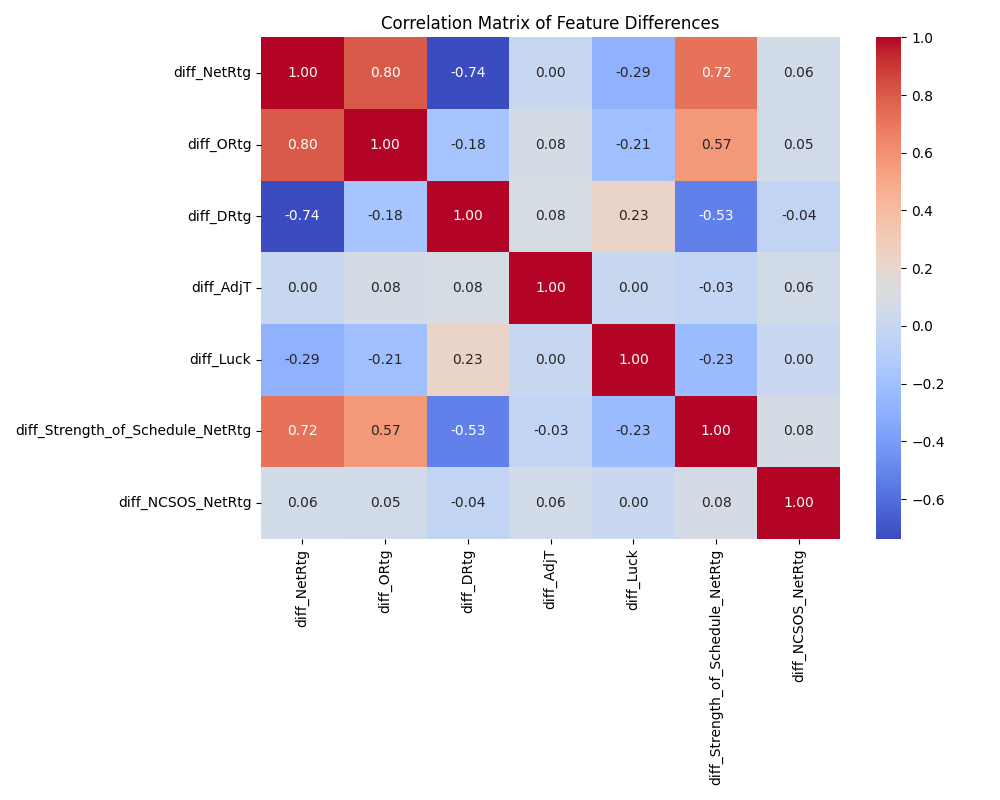 Correlation Matrix of Feature Differences
diff_NetRtg 1.00 0.80 -0.74 0.00 -0.29 0.72 0.06
diff_ORtg 0.80 1.00 -0.18 0.08 -0.21 0.57 0.05
diff_DRtg -0.74 -0.18 1.00 0.08 0.23 -0.53 -0.04
diff_AdjT 0.00 0.08 0.08 1.00 0.00 -0.03 0.06
diff_Luck -0.29 -0.21 0.23 0.00 1.00 -0.23 0.00
diff_Strength_of_Schedule_NetRtg 0.72 0.57 -0.53 -0.03 -0.23 1.00 0.08
diff_NCSOS_NetRtg 0.06 0.05 -0.04 0.06 0.00 0.08 1.00
diff_NetRtg
diff_ORtg
diff_DRtg
diff_AdjT
diff_Luck
diff_Strength_of_Schedule_NetRtg
diff_NCSOS_NetRtg
1.0
0.8
0.6
0.4
0.2
0.0
−0.2
−0.4
−0.6